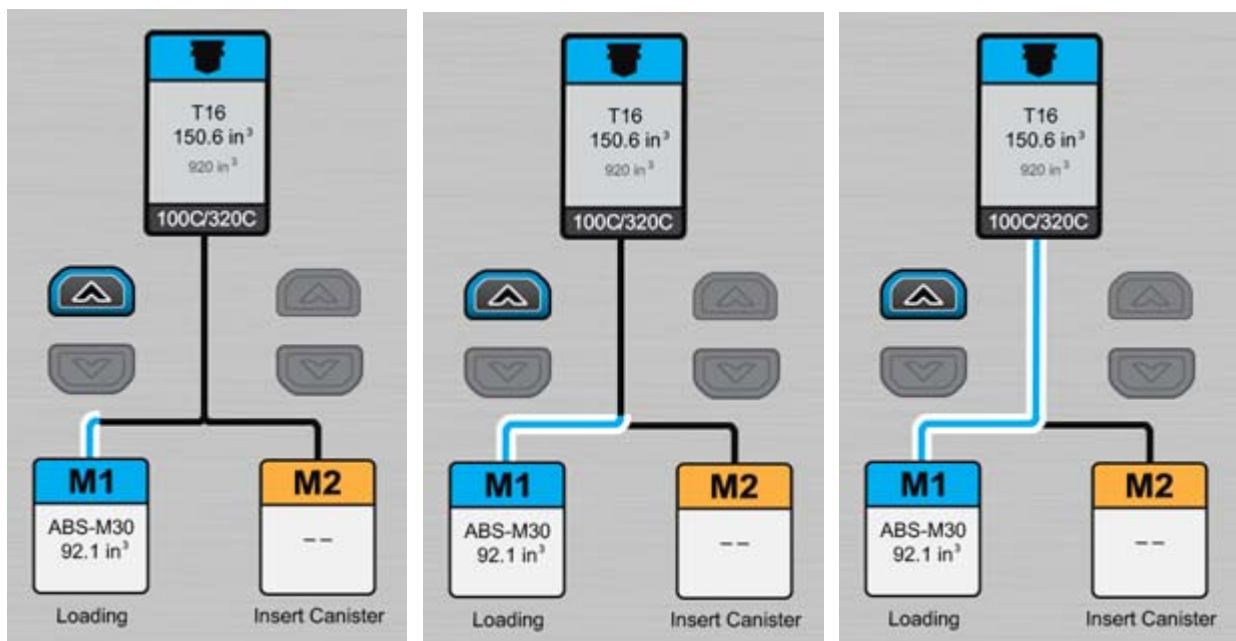 T16
150.6 in³
920 in³
100C/320C
M1
ABS-M30
92.1 in³
Loading
M2
--
Insert Canister
T16
150.6 in³
920 in³
100C/320C
M1
ABS-M30
92.1 in³
Loading
M2
--
Insert Canister
T16
150.6 in³
920 in³
100C/320C
M1
ABS-M30
92.1 in³
Loading
M2
--
Insert Canister